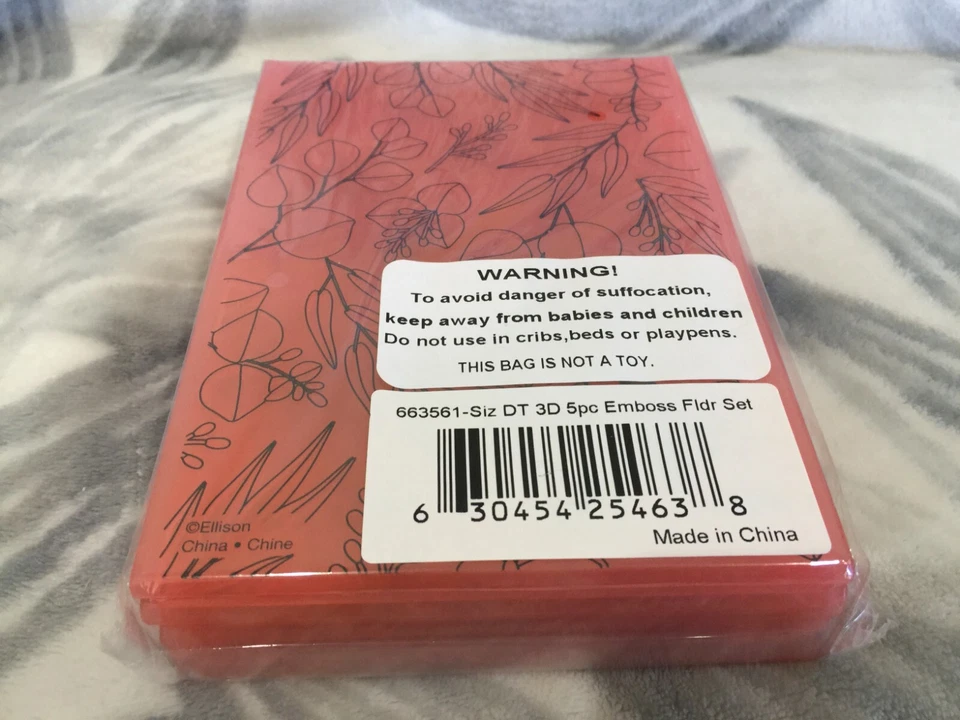 WARNING!
To avoid danger of suffocation,
keep away from babies and children
Do not use in cribs,beds or playpens.
THIS BAG IS NOT A TOY.
663561-Siz DT 3D 5pc Emboss Fldr Set
6 30454 25463 8
Made in China
©Ellison
China • Chine